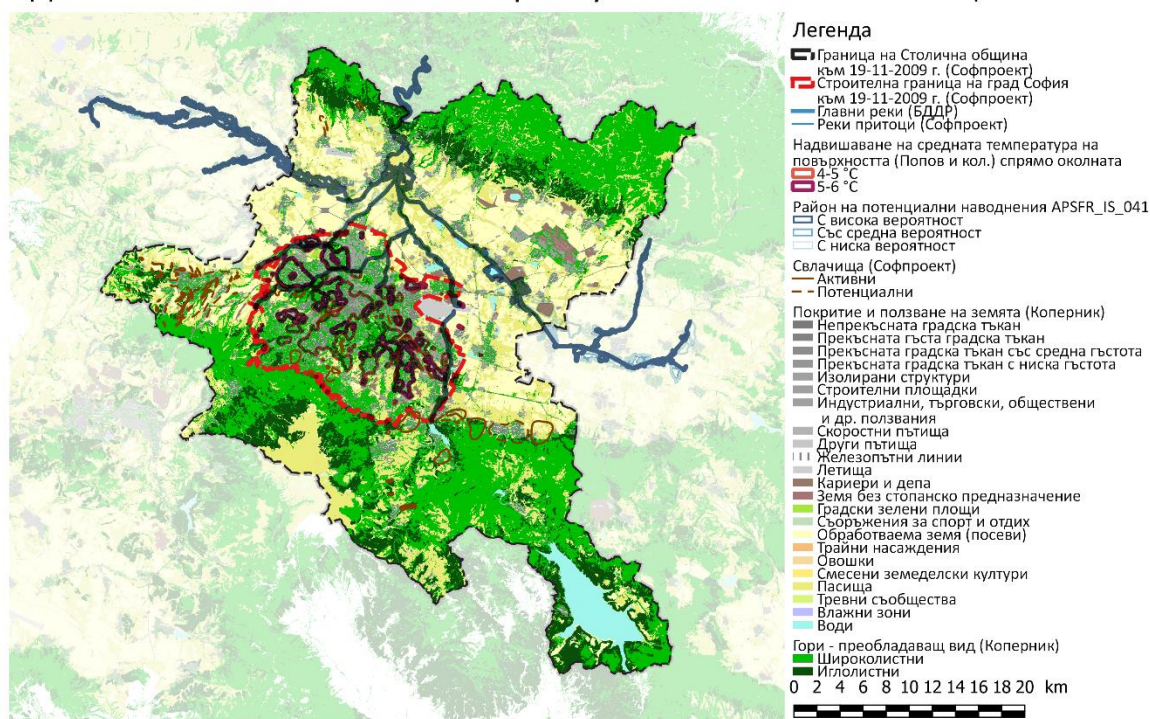 Легенда
Граница на Столична община
към 19-11-2009 г. (Софпроект)
Строителна граница на град София
към 19-11-2009 г. (Софпроект)
Главни реки (БДДР)
Реки притоци (Софпроект)
Надвишаване на средната температура на
повърхността (Попов и кол.) спрямо околната
4-5 °C
5-6 °C
Район на потенциални наводнения APSFR_IS_041
С висока вероятност
Със средна вероятност
С ниска вероятност
Свлачища (Софпроект)
Активни
Потенциални
Покритие и ползване на земята (Коперник)
Непрекъсната градска тъкан
Прекъсната гъста градска тъкан
Прекъсната градска тъкан със средна гъстота
Прекъсната градска тъкан с ниска гъстота
Изолирани структури
Строителни площадки
Индустриални, търговски, обществени
и др. ползвания
Скоростни пътища
Други пътища
Железопътни линии
Летища
Кариери и депа
Земя без стопанско предназначение
Градски зелени площи
Съоръжения за спорт и отдих
Обработваема земя (посеви)
Трайни насаждения
Овошки
Смесени земеделски култури
Пасища
Тревни съобщества
Влажни зони
Води
Гори - преобладаващ вид (Коперник)
Широколистни
Иглолистни
0 2 4 6 8 10 12 14 16 18 20 km